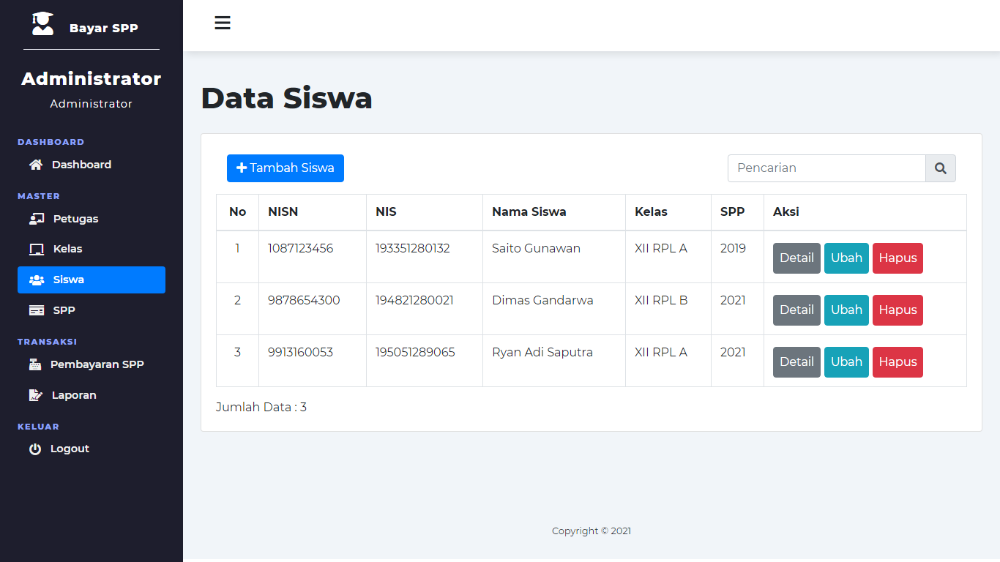 Bayar SPP
Administrator
Administrator
DASHBOARD
Dashboard
MASTER
Petugas
Kelas
Siswa
SPP
TRANSAKSI
Pembayaran SPP
Laporan
KELUAR
Logout
Data Siswa
Tambah Siswa
Pencarian
No NISN NIS Nama Siswa Kelas SPP Aksi
1 1087123456 193351280132 Saito Gunawan XII RPL A 2019 Detail Ubah Hapus
2 9878654300 194821280021 Dimas Gandarwa XII RPL B 2021 Detail Ubah Hapus
3 9913160053 195051289065 Ryan Adi Saputra XII RPL A 2021 Detail Ubah Hapus
Jumlah Data : 3
Copyright © 2021